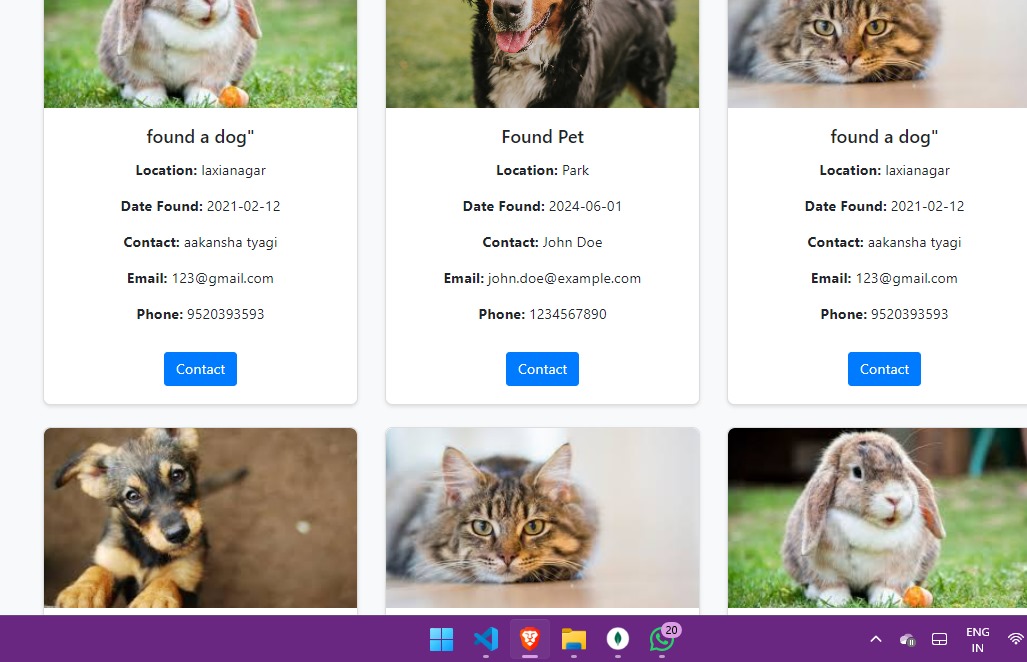 found a dog" Found Pet found a dog"
Location: laxianagar Location: Park Location: laxianagar
Date Found: 2021-02-12 Date Found: 2024-06-01 Date Found: 2021-02-12
Contact: aakansha tyagi Contact: John Doe Contact: aakansha tyagi
Email: 123@gmail.com Email: john.doe@example.com Email: 123@gmail.com
Phone: 9520393593 Phone: 1234567890 Phone: 9520393593
Contact Contact Contact
20
ENG
IN